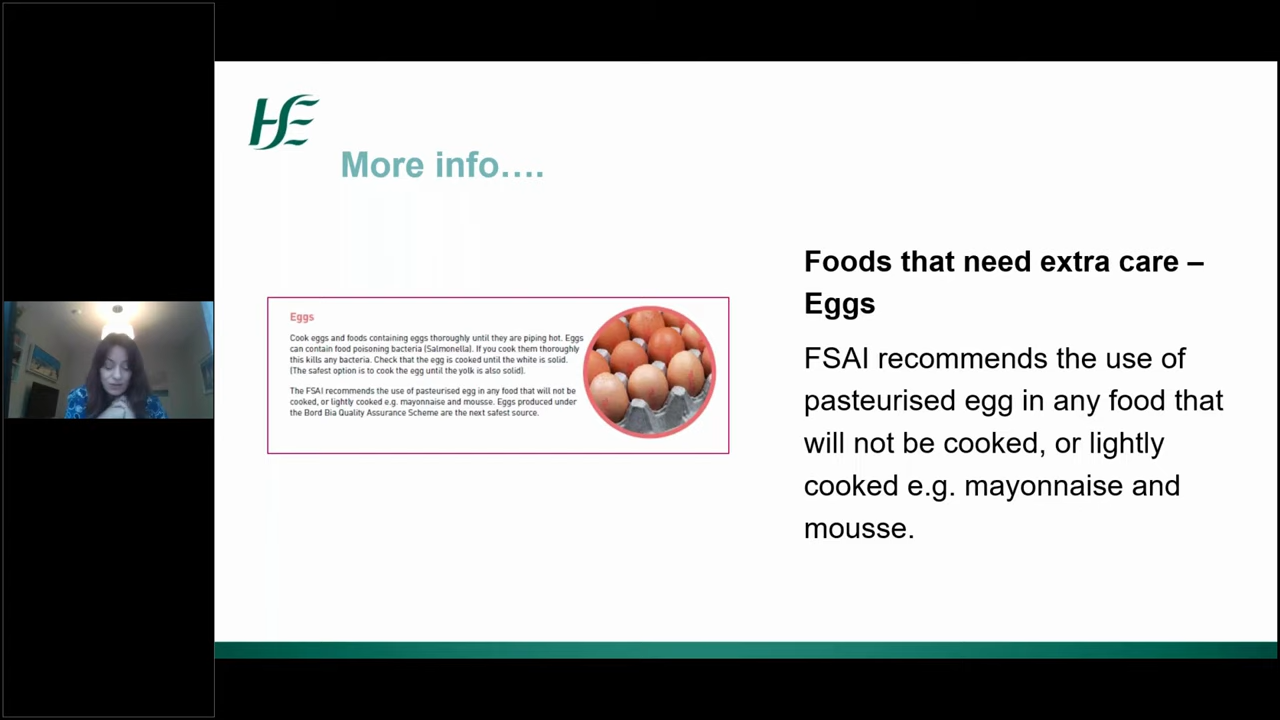 HSE
More info….
Eggs
Cook eggs and foods containing eggs thoroughly until they are piping hot. Eggs
can contain food poisoning bacteria (Salmonella). If you cook them thoroughly
this kills any bacteria. Check that the egg is cooked until the white is solid.
(The safest option is to cook the egg until the yolk is also solid).
The FSAI recommends the use of pasteurised egg in any food that will not be
cooked, or lightly cooked e.g. mayonnaise and mousse. Eggs produced under
the Bord Bia Quality Assurance Scheme are the next safest source.
Foods that need extra care –
Eggs
FSAI recommends the use of
pasteurised egg in any food that
will not be cooked, or lightly
cooked e.g. mayonnaise and
mousse.